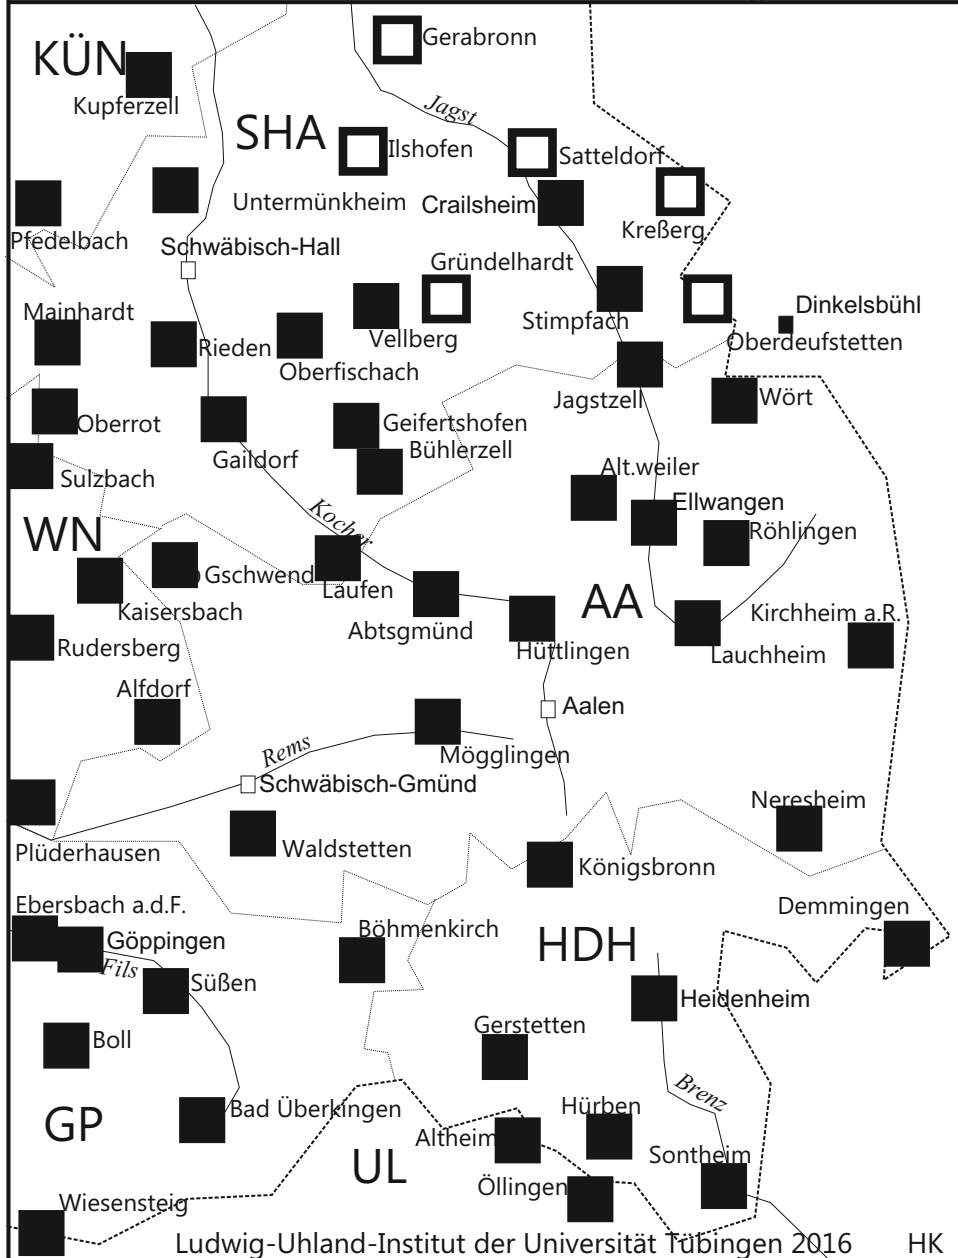 Gerabronn
KÜN
Kupferzell
Jagst
SHA
Ilshofen
Satteldorf
Untermünkheim
Crailsheim
Kreßerg
Pfedelbach
Schwäbisch-Hall
Gründelhardt
Mainhardt
Stimpfach
Dinkelsbühl
Vellberg
Rieden
Oberdeufstetten
Oberfischach
Jagstzell
Wört
Oberrot
Geifertshofen
Bühlerzell
Gaildorf
Sulzbach
Alt.weiler
Ellwangen
Kocher
WN
Röhlingen
Gschwend
Laufen
Kaisersbach
AA
Kirchheim a.R.
Abtsgmünd
Rudersberg
Hüttlingen
Lauchheim
Alfdorf
Aalen
Rems
Mögglingen
Schwäbisch-Gmünd
Neresheim
Plüderhausen
Waldstetten
Königsbronn
Ebersbach a.d.F.
Demmingen
Böhmenkirch
Göppingen
HDH
Fils
Süßen
Heidenheim
Gerstetten
Boll
Brenz
Bad Überkingen
Hürben
GP
Altheim
Sontheim
UL
Öllingen
Wiesensteig
Ludwig-Uhland-Institut der Universität Tübingen 2016 HK